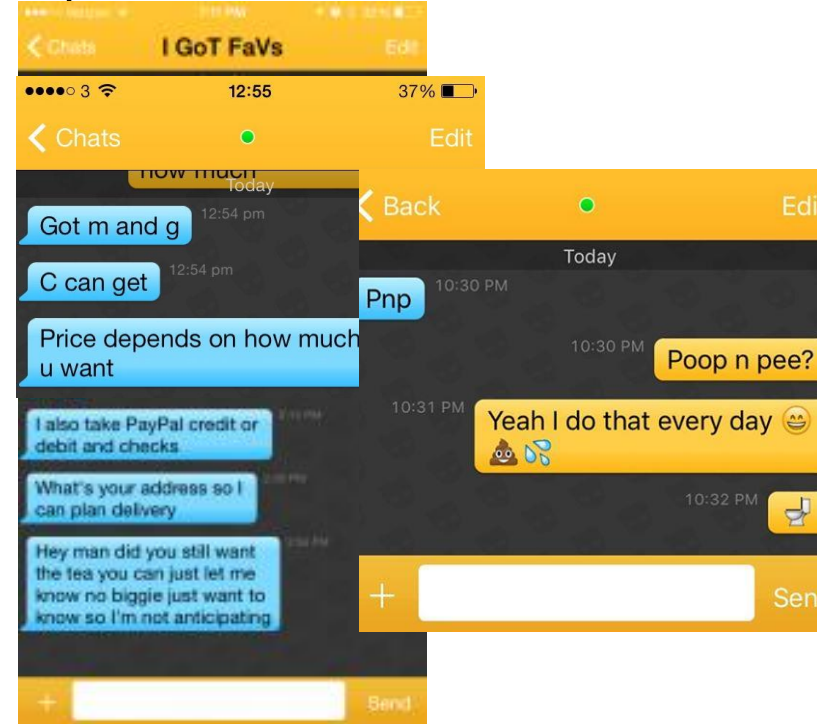 Chats
I GoT FaVs
Edit
3
12:55
37%
Chats
Edit
how much
Today
Got m and g
12:54 pm
C can get
12:54 pm
Price depends on how much
u want
I also take PayPal credit or
debit and checks
What's your address so I
can plan delivery
Hey man did you still want
the tea you can just let me
know no biggie just want to
know so I'm not anticipating
Send
Back
Edi
Today
Pnp
10:30 PM
10:30 PM
Poop n pee?
10:31 PM
Yeah I do that every day 😄
💩💦
10:32 PM
🚽
Sen